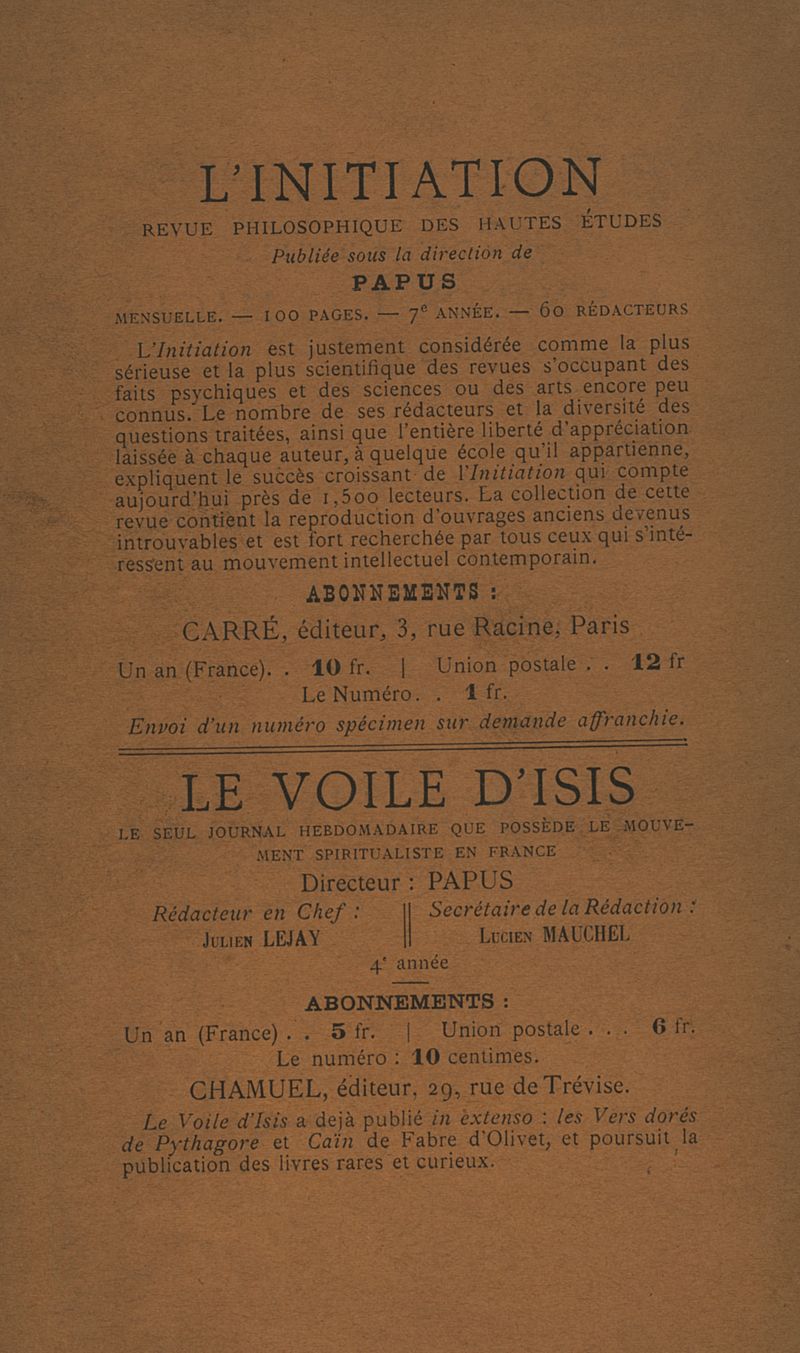 L'INITIATION
REVUE PHILOSOPHIQUE DES HAUTES ÉTUDES
Publiée sous la direction de
PAPUS
MENSUELLE. — 100 PAGES. — 7e ANNÉE. — 60 RÉDACTEURS
L'Initiation est justement considérée comme la plus
sérieuse et la plus scientifique des revues s'occupant des
faits psychiques et des sciences ou des arts encore peu
connus. Le nombre de ses rédacteurs et la diversité des
questions traitées, ainsi que l'entière liberté d'appréciation
laissée à chaque auteur, à quelque école qu'il appartienne,
expliquent le succès croissant de l'Initiation qui compte
aujourd'hui près de 1,500 lecteurs. La collection de cette
revue contient la reproduction d'ouvrages anciens devenus
introuvables et est fort recherchée par tous ceux qui s'inté-
ressent au mouvement intellectuel contemporain.
ABONNEMENTS :
CARRÉ, éditeur, 3, rue Racine, Paris
Un an (France). . 10 fr. | Union postale . . 12 fr
Le Numéro. . 1 fr.
Envoi d'un numéro spécimen sur demande affranchie.
LE VOILE D'ISIS
LE SEUL JOURNAL HEBDOMADAIRE QUE POSSÈDE LE MOUVE-
MENT SPIRITUALISTE EN FRANCE
Directeur : PAPUS
Rédacteur en Chef : || Secrétaire de la Rédaction :
JULIEN LEJAY || LUCIEN MAUCHEL
4e année
ABONNEMENTS :
Un an (France) . . 5 fr. | Union postale . . . 6 fr.
Le numéro : 10 centimes.
CHAMUEL, éditeur, 29, rue de Trévise.
Le Voile d'Isis a dejà publié in extenso : les Vers dorés
de Pythagore et Caïn de Fabre d'Olivet, et poursuit la
publication des livres rares et curieux.